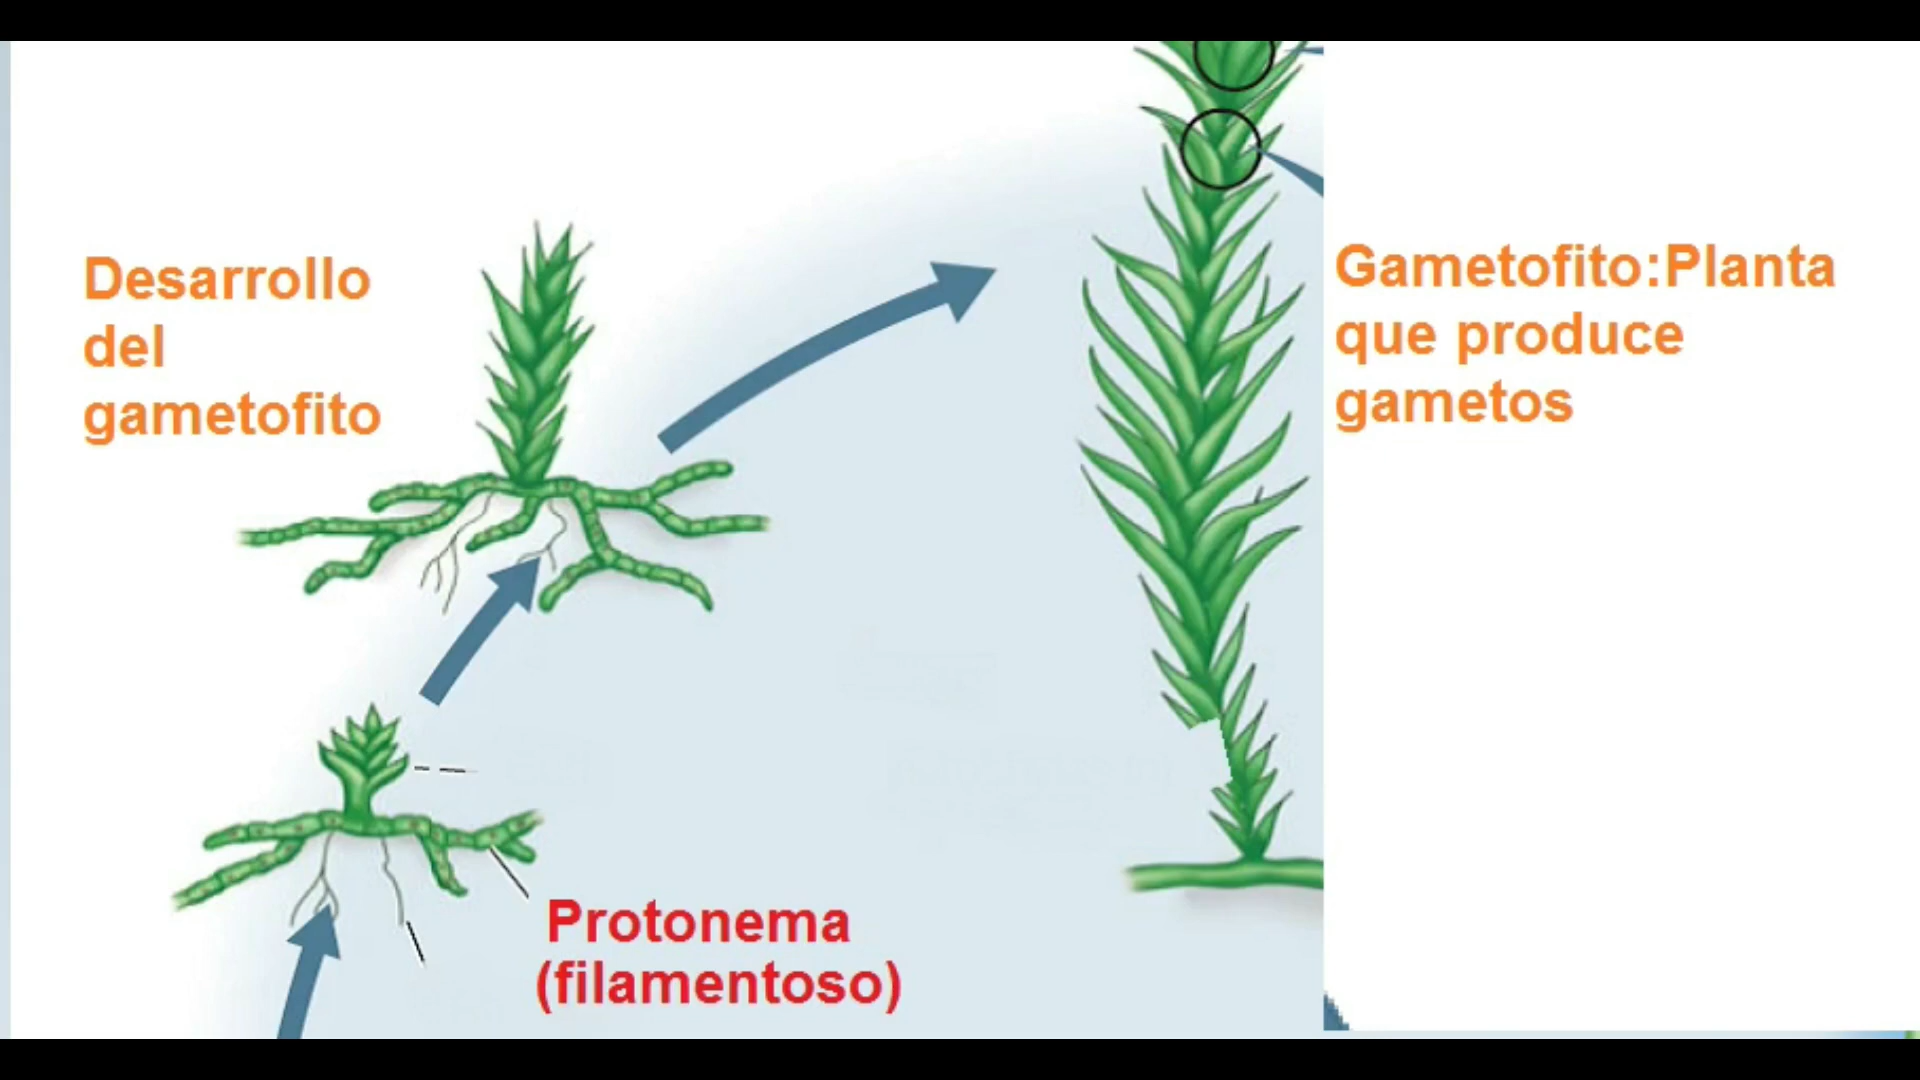 Desarrollo
del
gametofito
Gametofito:Planta
que produce
gametos
Protonema
(filamentoso)